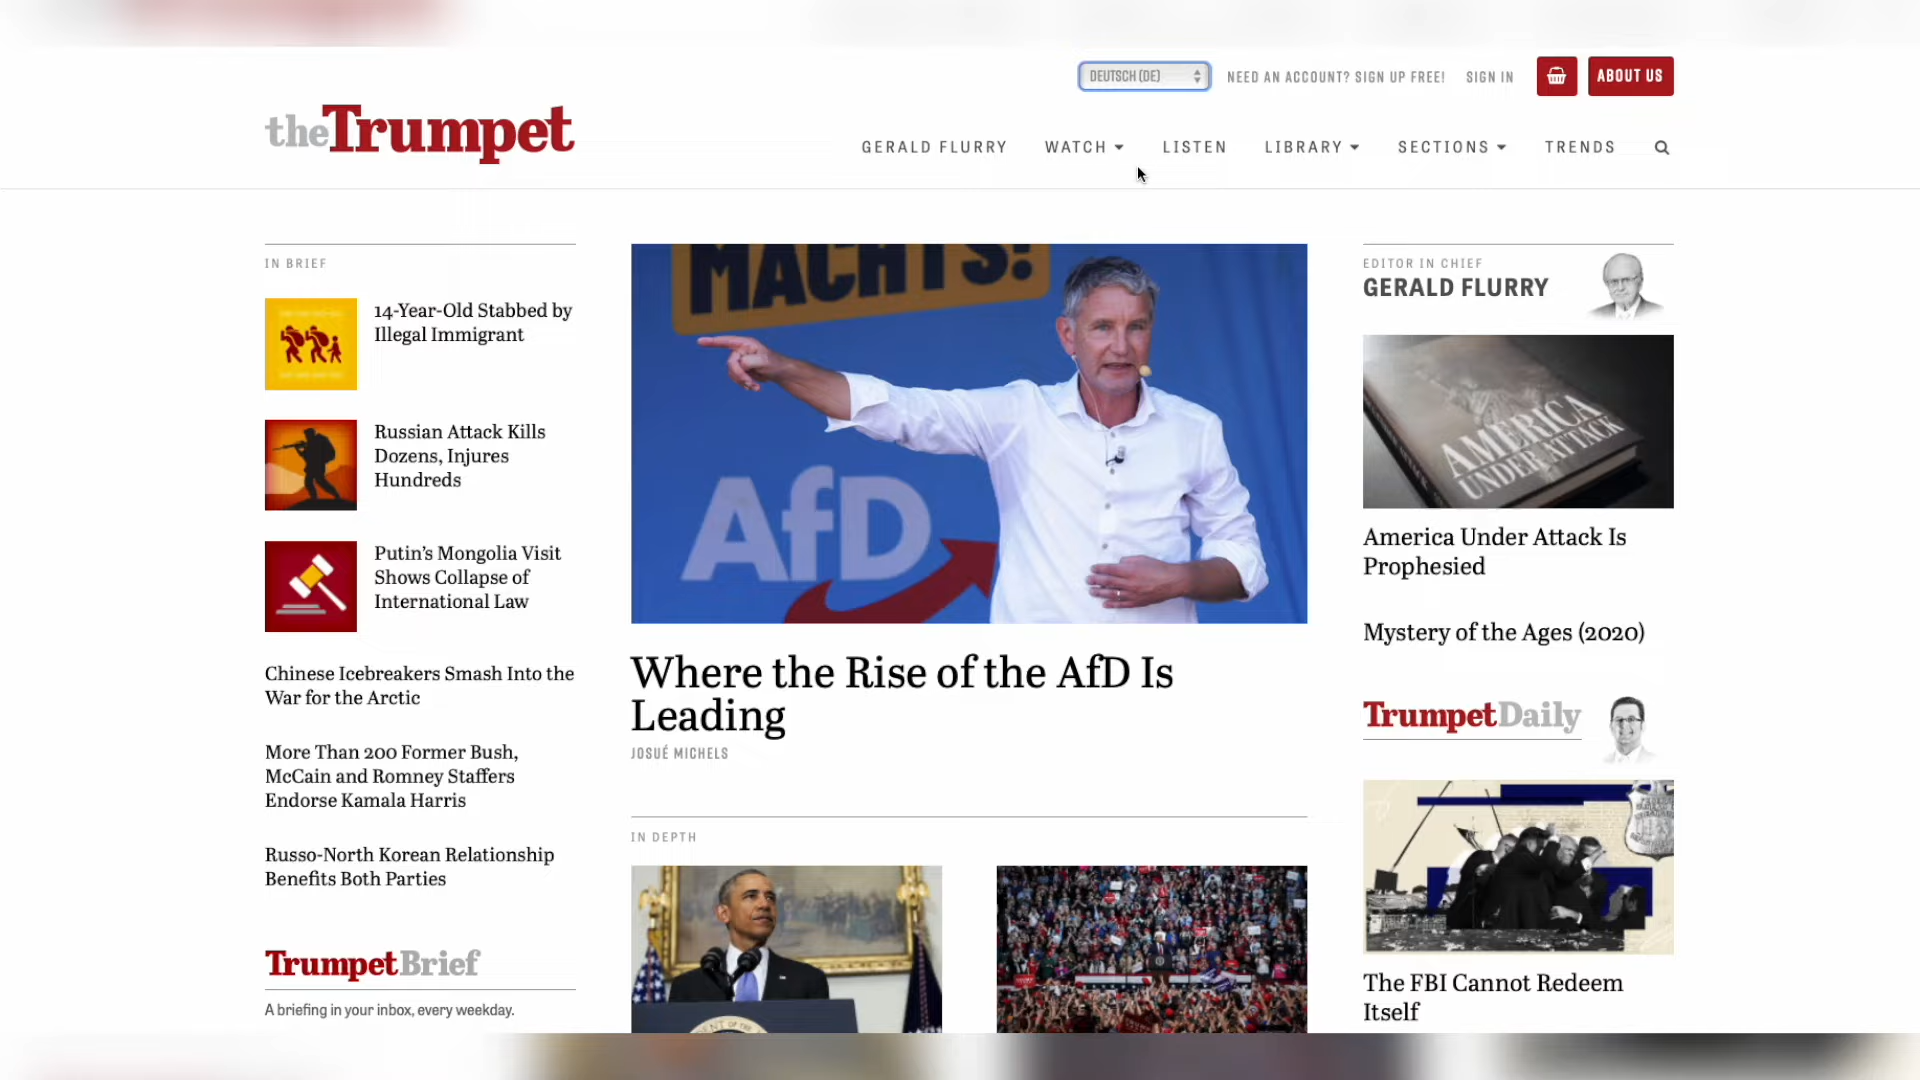 DEUTSCH (DE)
NEED AN ACCOUNT? SIGN UP FREE!
SIGN IN
ABOUT US
theTrumpet
GERALD FLURRY
WATCH
LISTEN
LIBRARY
SECTIONS
TRENDS
IN BRIEF
14-Year-Old Stabbed by
Illegal Immigrant
Russian Attack Kills
Dozens, Injures
Hundreds
Putin's Mongolia Visit
Shows Collapse of
International Law
Chinese Icebreakers Smash Into the
War for the Arctic
More Than 200 Former Bush,
McCain and Romney Staffers
Endorse Kamala Harris
Russo-North Korean Relationship
Benefits Both Parties
TrumpetBrief
A briefing in your inbox, every weekday.
MACHTS!
AfD
Where the Rise of the AfD Is
Leading
JOSUÉ MICHELS
IN DEPTH
EDITOR IN CHIEF
GERALD FLURRY
AMERICA
UNDER ATTACK
America Under Attack Is
Prophesied
Mystery of the Ages (2020)
TrumpetDaily
The FBI Cannot Redeem
Itself